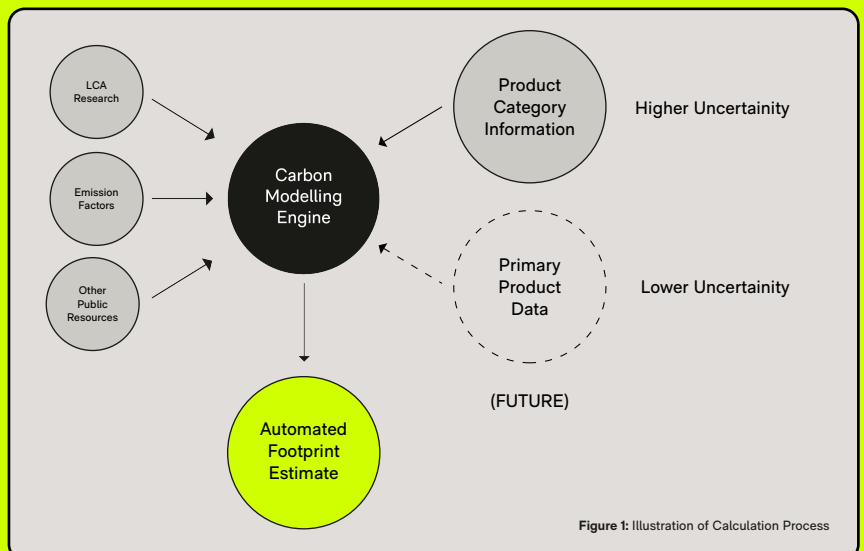 LCA
Research
Emission
Factors
Other
Public
Resources
Carbon
Modelling
Engine
Automated
Footprint
Estimate
Product
Category
Information
Higher Uncertainity
Primary
Product
Data
Lower Uncertainity
(FUTURE)
Figure 1: Illustration of Calculation Process